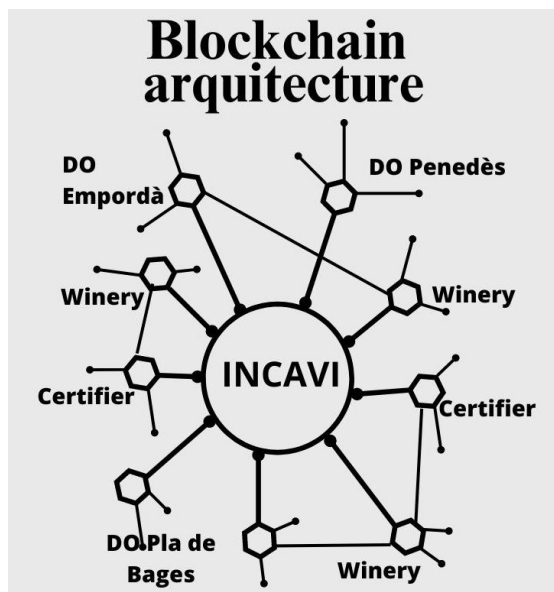 Blockchain
arquitecture
DO
Empordà
DO Penedès
Winery
Winery
INCAVI
Certifier
Certifier
DO Pla de
Bages
Winery